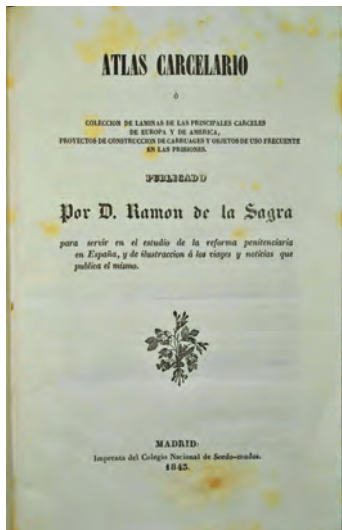 ATLAS CARCELARIO
ó
COLECCION DE LAMINAS DE LAS PRINCIPALES CARCELES
DE EUROPA Y DE AMERICA,
PROYECTOS DE CONSTRUCCION DE CARRUAGES Y OBJETOS DE USO FRECUENTE
EN LAS PRISIONES.
PUBLICADO
Por D. Ramon de la Sagra
para servir en el estudio de la reforma penitenciaria
en España, y de ilustraccion á los viages y noticias que
publica el mismo.
MADRID:
Imprenta del Colegio Nacional de Sordo-mudos.
1843.